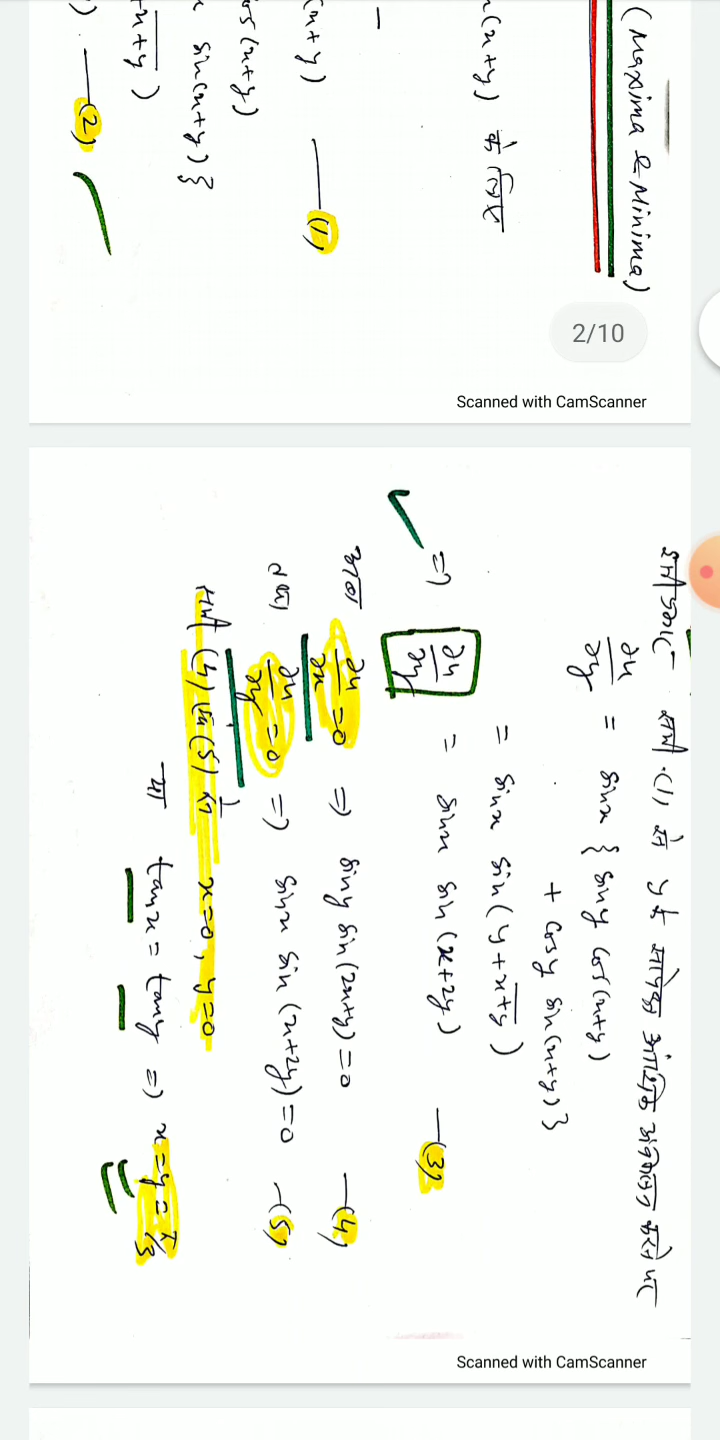 (Maxima & Minima)
n(x+y) के लिये
(x+y) —(1)
os(x+y)
x sin(x+y)}
+x+y)
) —(2)
2/10
Scanned with CamScanner
इसी प्रकार - समी.(1) से y के सापेक्ष आंशिक अवकलन करने पर
∂u/∂y = sinx { siny cos(x+y)
+ cosy sin(x+y)}
= sinx sin(y+x+y)
=> ∂u/∂y = sinx sin(x+2y) —(3)
अतः ∂u/∂x = 0 => siny sin(2x+y)=0 —(4)
तथा ∂u/∂y = 0 => sinx sin(x+2y)=0 —(5)
समी (4) एवं (5) से x=0, y=0
या tanx = tany => x=y=π/3
Scanned with CamScanner